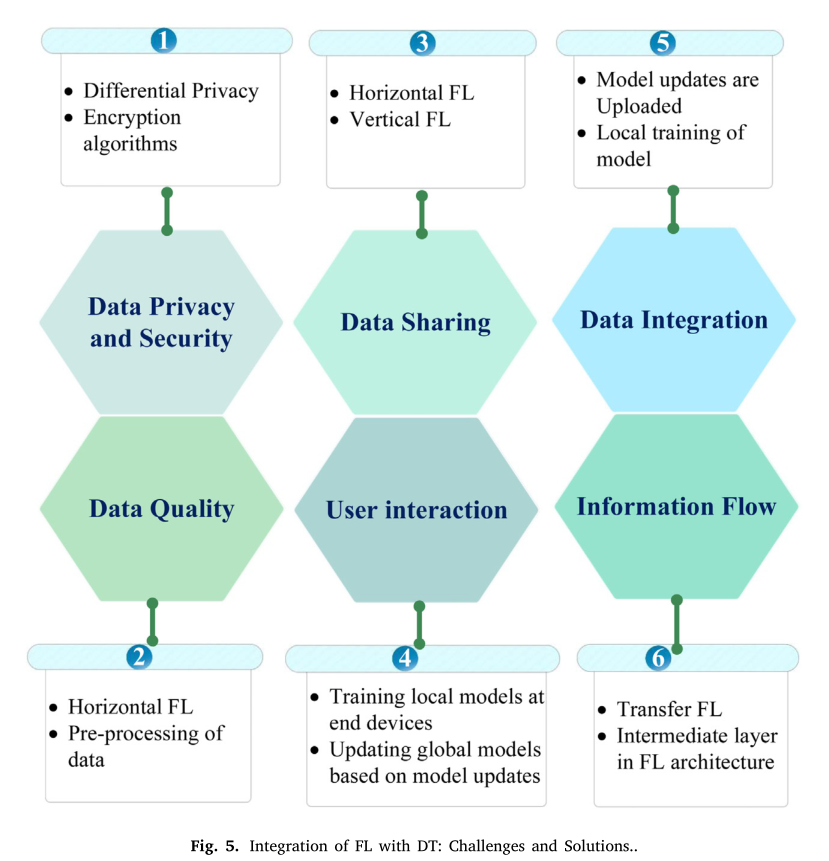 1
• Differential Privacy
• Encryption
algorithms
3
• Horizontal FL
• Vertical FL
5
• Model updates are
Uploaded
• Local training of
model
Data Privacy
and Security
Data Sharing
Data Integration
Data Quality
User interaction
Information Flow
2
• Horizontal FL
• Pre-processing of
data
4
• Training local models at
end devices
• Updating global models
based on model updates
6
• Transfer FL
• Intermediate layer
in FL architecture
Fig. 5. Integration of FL with DT: Challenges and Solutions..